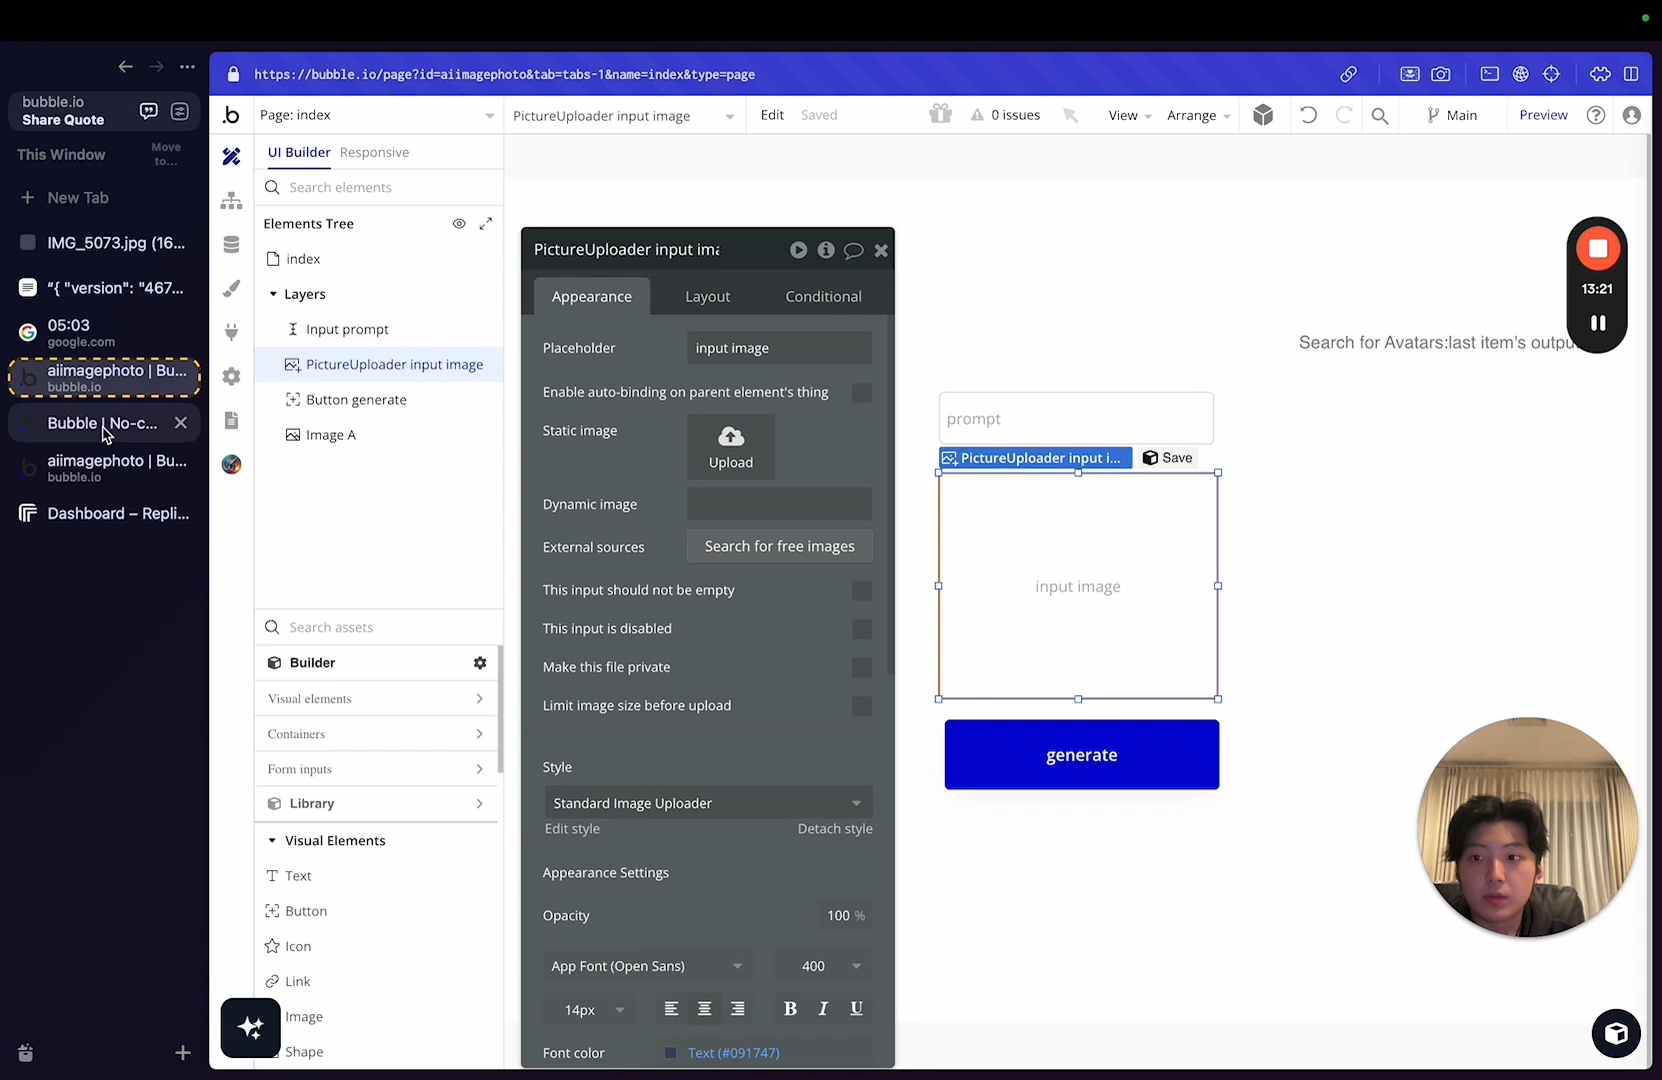 bubble.io
Share Quote
This Window
Move
to...
New Tab
IMG_5073.jpg (16...
“{ "version": "467...
05:03
google.com
aiimagephoto | Bu...
bubble.io
Bubble | No-c...
aiimagephoto | Bu...
bubble.io
Dashboard – Repli...
https://bubble.io/page?id=aiimagephoto&tab=tabs-1&name=index&type=page
Page: index
PictureUploader input image
Edit
Saved
0 issues
View
Arrange
Main
Preview
UI Builder
Responsive
Search elements
Elements Tree
index
Layers
Input prompt
PictureUploader input image
Button generate
Image A
Search assets
Builder
Visual elements
Containers
Form inputs
Library
Visual Elements
Text
Button
Icon
Link
Image
Shape
PictureUploader input ima
Appearance
Layout
Conditional
Placeholder
input image
Enable auto-binding on parent element's thing
Static image
Upload
Dynamic image
External sources
Search for free images
This input should not be empty
This input is disabled
Make this file private
Limit image size before upload
Style
Standard Image Uploader
Edit style
Detach style
Appearance Settings
Opacity
100 %
App Font (Open Sans)
400
14px
B I U
Font color
Text (#091747)
Search for Avatars:last item's outpu
prompt
PictureUploader input i...
Save
input image
generate
13:21